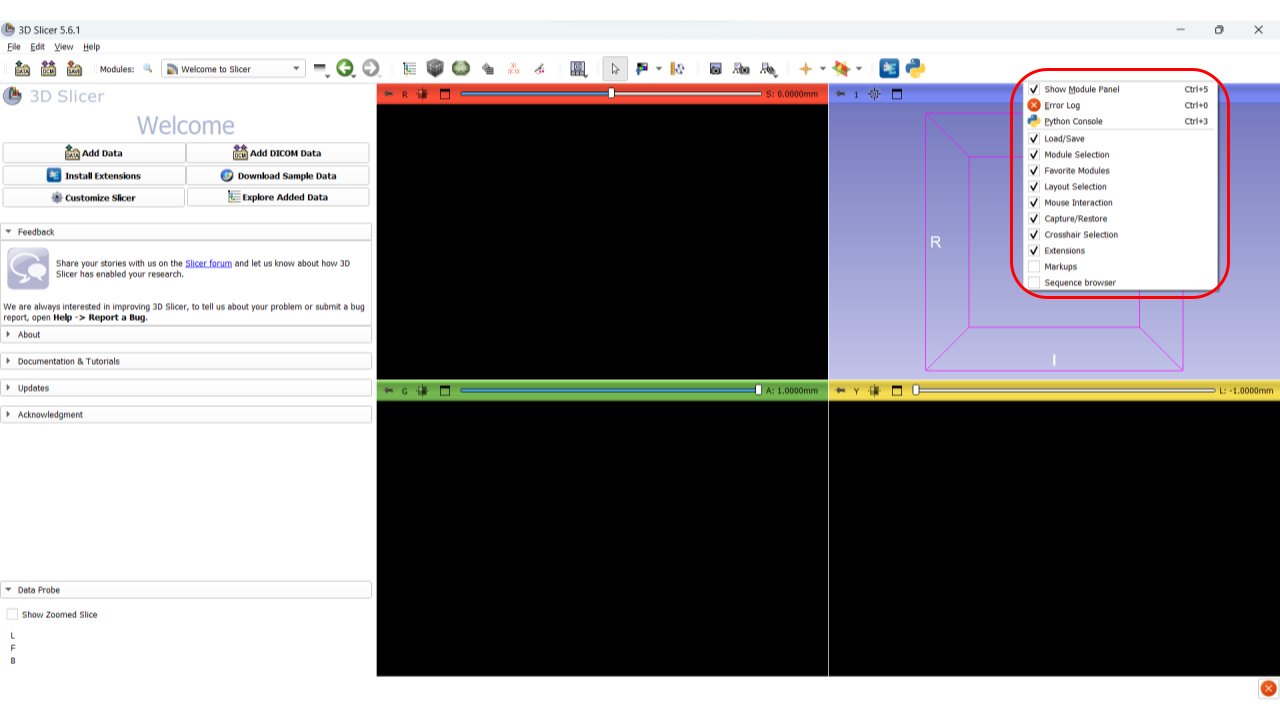 3D Slicer 5.6.1
File Edit View Help
DATA DCM SAVE Modules: Welcome to Slicer
3D Slicer
Welcome
Add Data
Add DICOM Data
Install Extensions
Download Sample Data
Customize Slicer
Explore Added Data
Feedback
Share your stories with us on the Slicer forum and let us know about how 3D
Slicer has enabled your research.
We are always interested in improving 3D Slicer, to tell us about your problem or submit a bug
report, open Help -> Report a Bug.
About
Documentation & Tutorials
Updates
Acknowledgment
Data Probe
Show Zoomed Slice
L
F
B
R S: 0.0000mm
1
R
I
Show Module Panel Ctrl+5
Error Log Ctrl+0
Python Console Ctrl+3
Load/Save
Module Selection
Favorite Modules
Layout Selection
Mouse Interaction
Capture/Restore
Crosshair Selection
Extensions
Markups
Sequence browser
G A: 1.0000mm
Y L: -1.0000mm